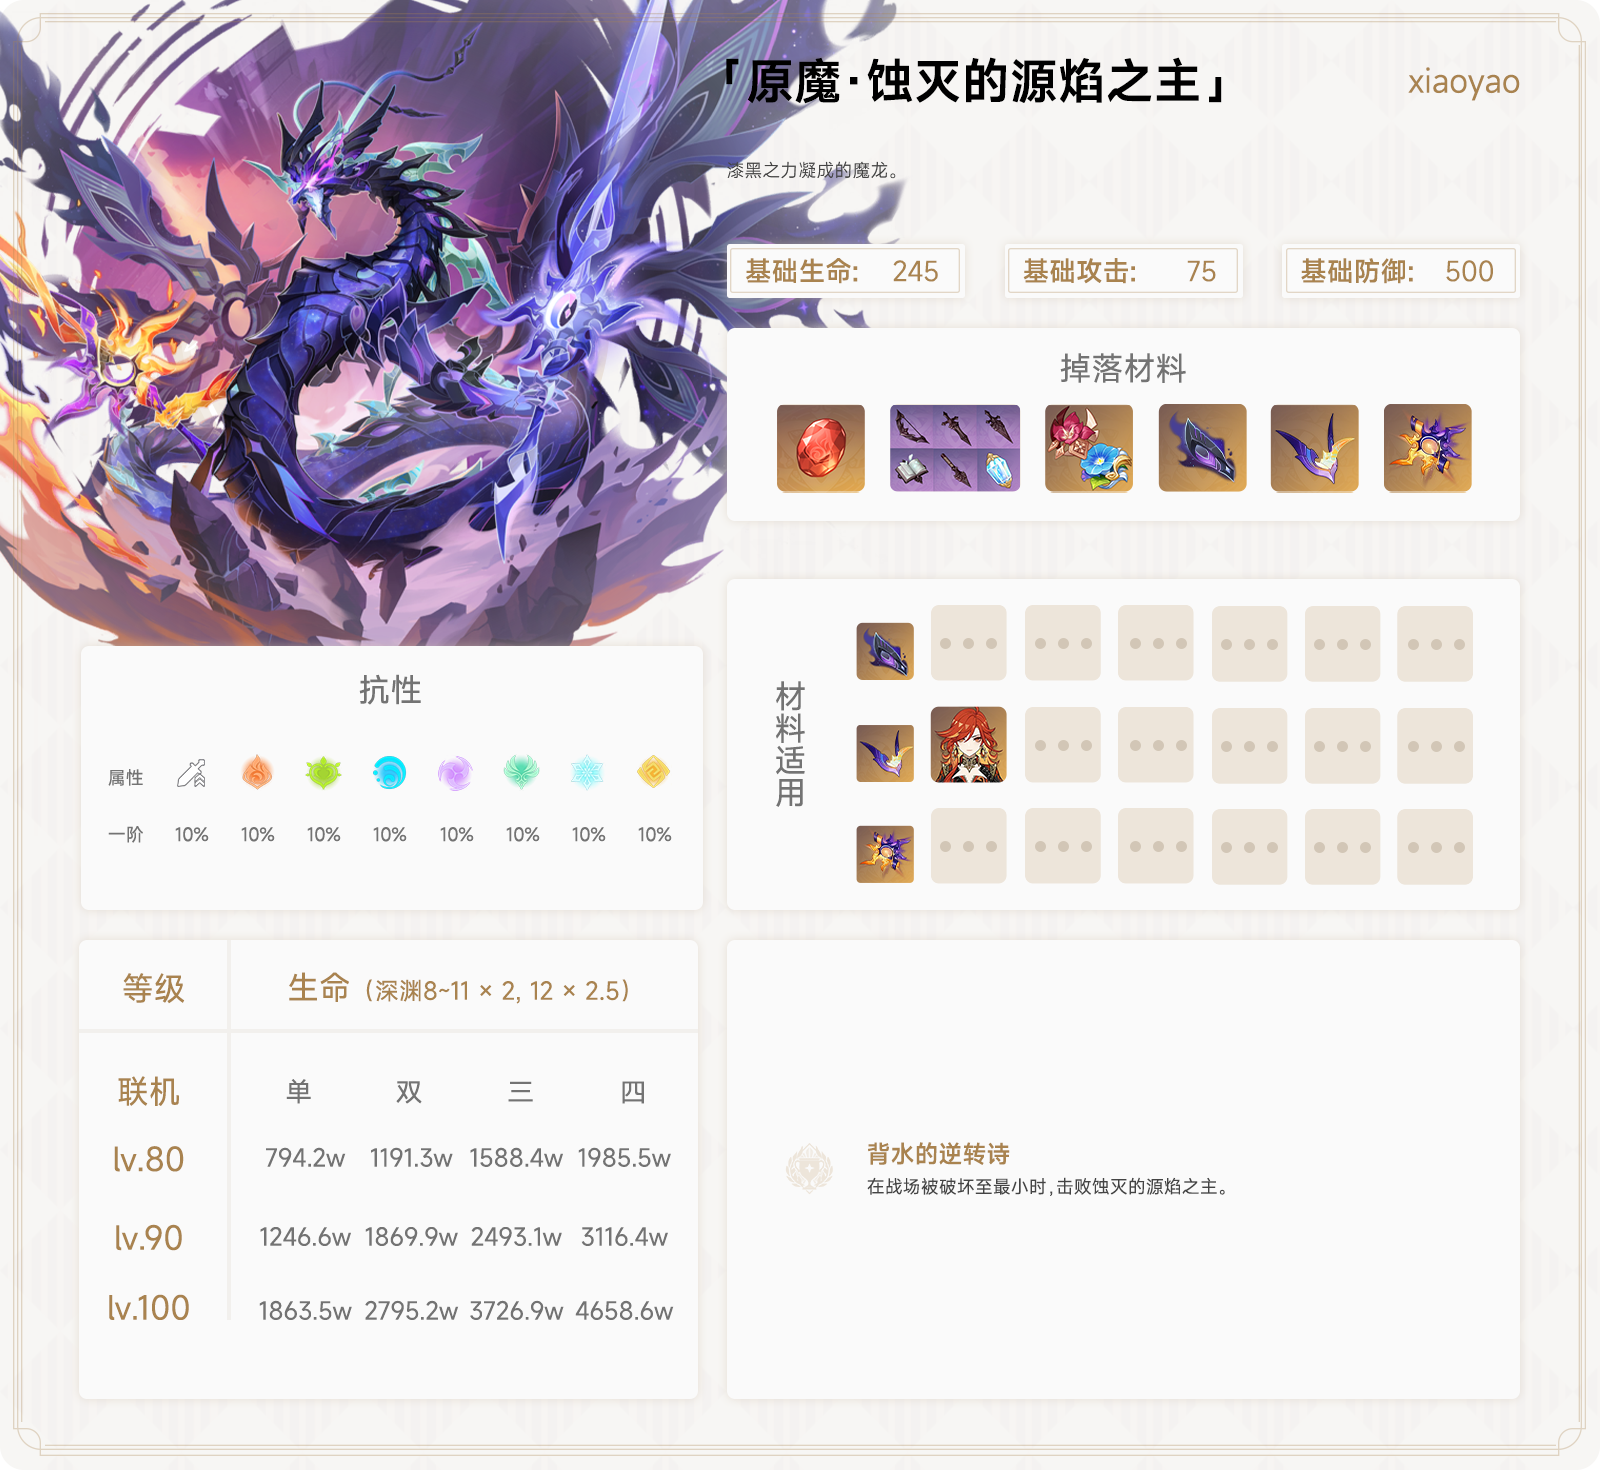 「原魔·蚀灭的源焰之主」
xiaoyao
漆黑之力凝成的魔龙。
基础生命: 245
基础攻击: 75
基础防御: 500
掉落材料
材料适用
抗性
属性
一阶 10% 10% 10% 10% 10% 10% 10% 10%
等级 生命（深渊8~11 × 2, 12 × 2.5）
联机 单 双 三 四
lv.80 794.2w 1191.3w 1588.4w 1985.5w
lv.90 1246.6w 1869.9w 2493.1w 3116.4w
lv.100 1863.5w 2795.2w 3726.9w 4658.6w
背水的逆转诗
在战场被破坏至最小时,击败蚀灭的源焰之主。